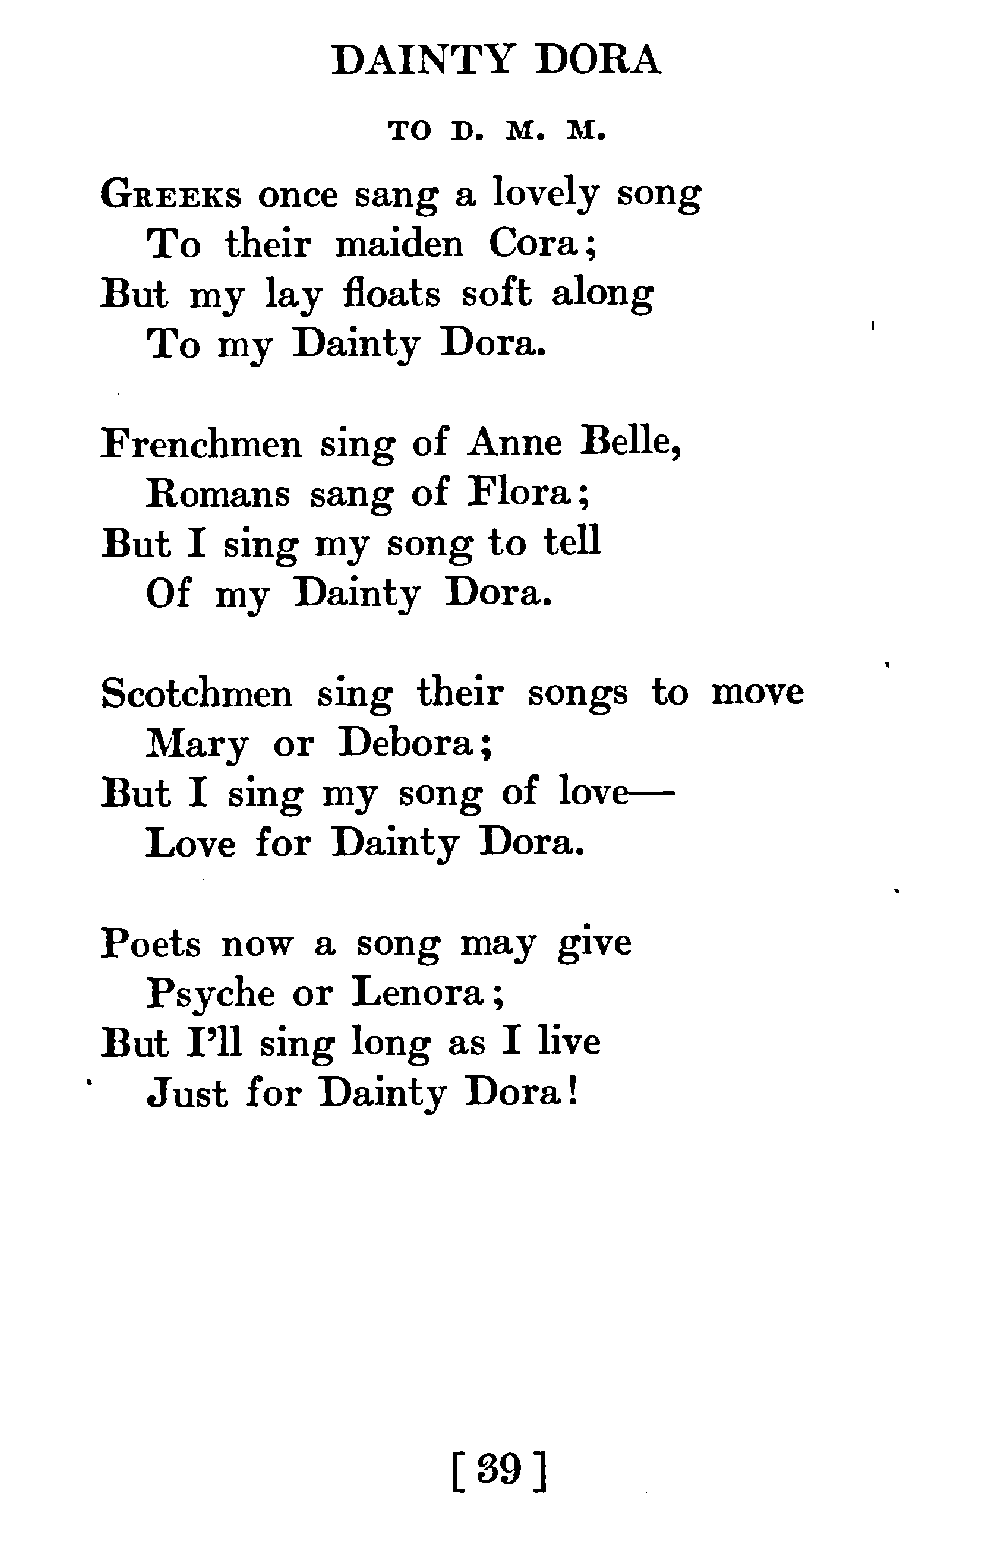 DAINTY DORA
TO D. M. M.
GREEKS once sang a lovely song
To their maiden Cora;
But my lay floats soft along
To my Dainty Dora.
Frenchmen sing of Anne Belle,
Romans sang of Flora;
But I sing my song to tell
Of my Dainty Dora.
Scotchmen sing their songs to move
Mary or Debora;
But I sing my song of love—
Love for Dainty Dora.
Poets now a song may give
Psyche or Lenora;
But I'll sing long as I live
Just for Dainty Dora!
[ 39 ]